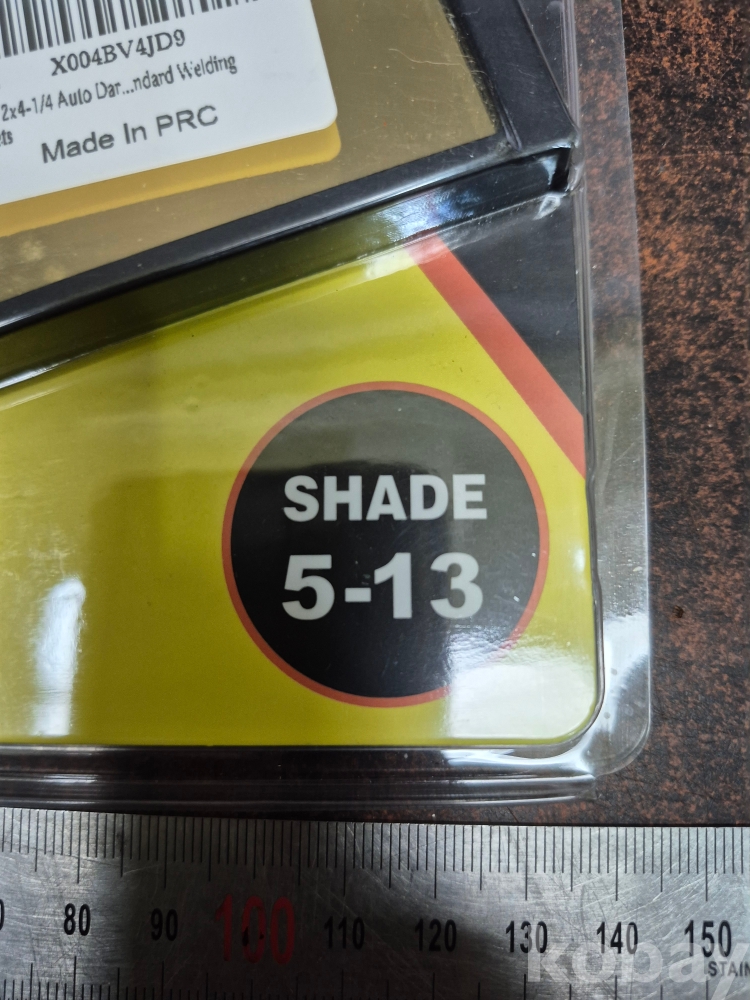 X004BV4JD9
2x4-1/4 Auto Dar...ndard Welding
Made In PRC
SHADE
5-13
80 90 100 110 120 130 140 150
STAIN